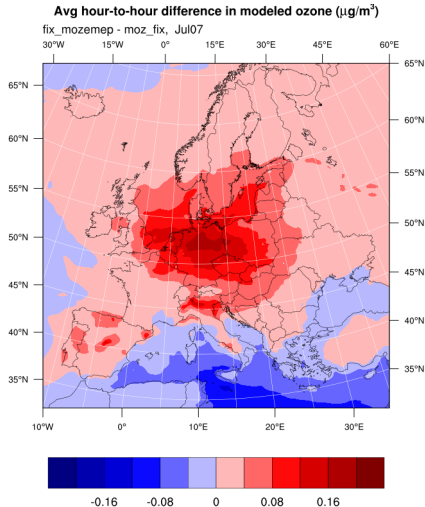 Avg hour-to-hour difference in modeled ozone (μg/m³)
fix_mozemep - moz_fix, Jul07
30°W 15°W 0° 15°E 30°E 45°E 60°E
65°N 65°N
60°N 60°N
55°N 55°N
50°N 50°N
45°N 45°N
40°N 40°N
35°N 35°N
10°W 0° 10°E 20°E 30°E
-0.16 -0.08 0 0.08 0.16